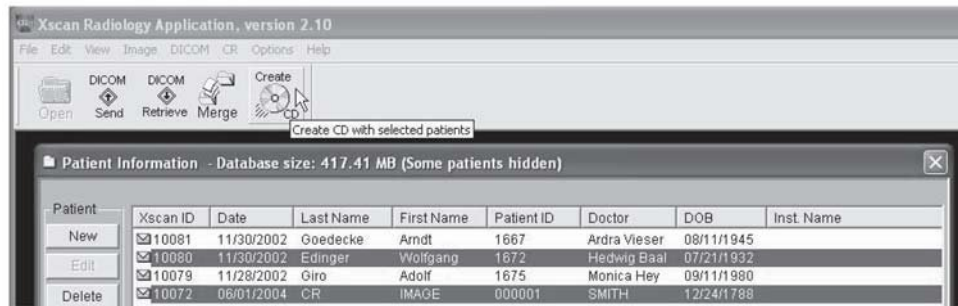 Xscan Radiology Application, version 2.10
File Edit View Image DICOM CR Options Help
Open
DICOM Send
DICOM Retrieve
Merge
Create CD
Create CD with selected patients
Patient Information - Database size: 417.41 MB (Some patients hidden)
Patient
New
Edit
Delete
Xscan ID Date Last Name First Name Patient ID Doctor DOB Inst. Name
10081 11/30/2002 Goedecke Arndt 1667 Ardra Vieser 08/11/1945
10080 11/30/2002 Edinger Wolfgang 1672 Hedwig Baal 07/21/1932
10079 11/28/2002 Giro Adolf 1675 Monica Hey 09/11/1980
10072 06/01/2004 CR IMAGE 000001 SMITH 12/24/1788